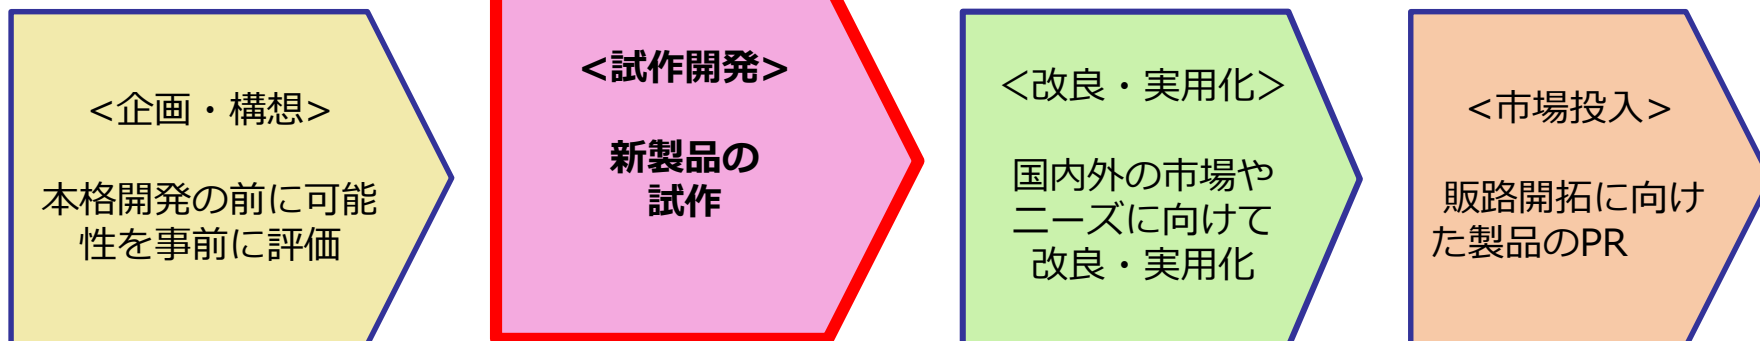 <企画・構想>
本格開発の前に可能
性を事前に評価
<試作開発>
新製品の
試作
＜改良・実用化＞
国内外の市場や
ニーズに向けて
改良・実用化
<市場投入>
販路開拓に向け
た製品のPR